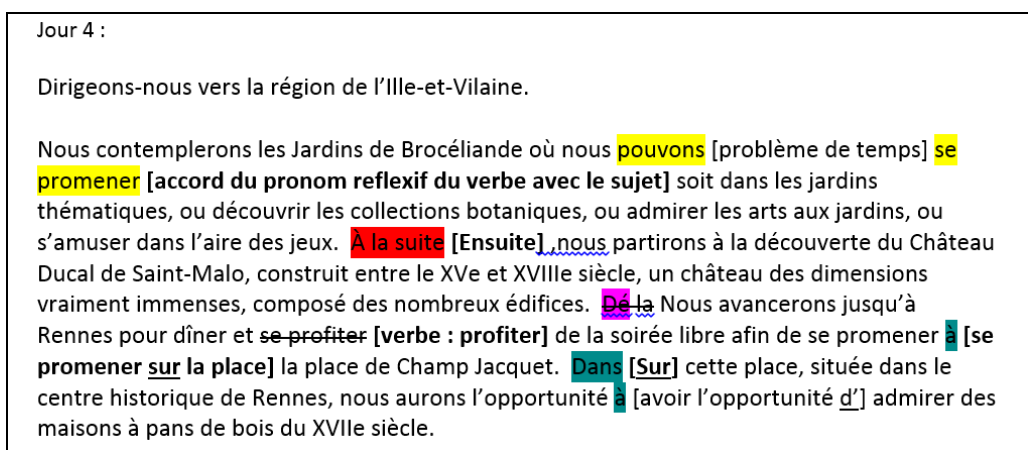 Jour 4 :
Dirigeons-nous vers la région de l’Ille-et-Vilaine.
Nous contemplerons les Jardins de Brocéliande où nous pouvons [problème de temps] se
promener [accord du pronom reflexif du verbe avec le sujet] soit dans les jardins
thématiques, ou découvrir les collections botaniques, ou admirer les arts aux jardins, ou
s’amuser dans l’aire des jeux.  À la suite [Ensuite] ,nous partirons à la découverte du Château
Ducal de Saint-Malo, construit entre le XVe et XVIIIe siècle, un château des dimensions
vraiment immenses, composé des nombreux édifices.  Dé la Nous avancerons jusqu’à
Rennes pour dîner et se profiter [verbe : profiter] de la soirée libre afin de se promener à [se
promener sur la place] la place de Champ Jacquet.  Dans [Sur] cette place, située dans le
centre historique de Rennes, nous aurons l’opportunité à [avoir l’opportunité d’] admirer des
maisons à pans de bois du XVIIe siècle.